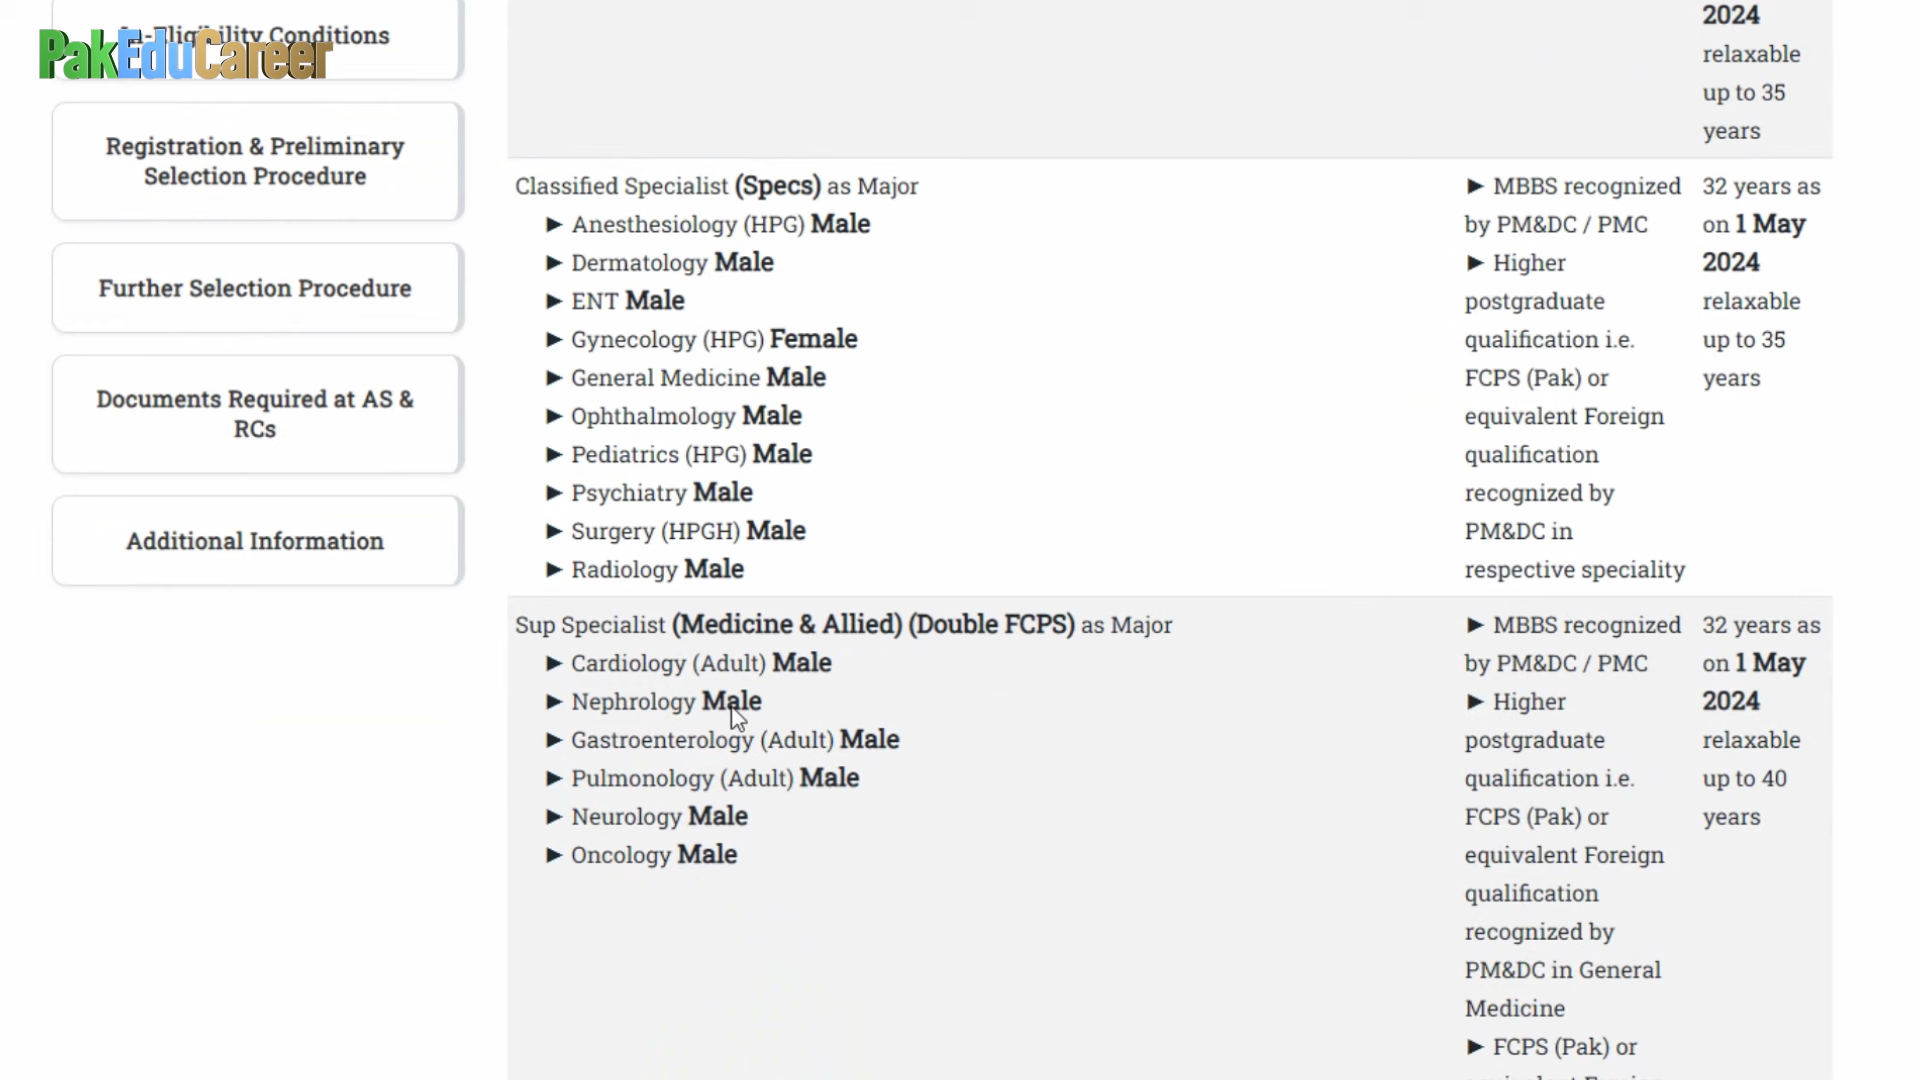 In-Eligibility Conditions
PakEduCareer
Registration & Preliminary
Selection Procedure
Further Selection Procedure
Documents Required at AS &
RCs
Additional Information
2024
relaxable
up to 35
years
Classified Specialist (Specs) as Major
► Anesthesiology (HPG) Male
► Dermatology Male
► ENT Male
► Gynecology (HPG) Female
► General Medicine Male
► Ophthalmology Male
► Pediatrics (HPG) Male
► Psychiatry Male
► Surgery (HPGH) Male
► Radiology Male
► MBBS recognized
by PM&DC / PMC
► Higher
postgraduate
qualification i.e.
FCPS (Pak) or
equivalent Foreign
qualification
recognized by
PM&DC in
respective speciality
32 years as
on 1 May
2024
relaxable
up to 35
years
Sup Specialist (Medicine & Allied) (Double FCPS) as Major
► Cardiology (Adult) Male
► Nephrology Male
► Gastroenterology (Adult) Male
► Pulmonology (Adult) Male
► Neurology Male
► Oncology Male
► MBBS recognized
by PM&DC / PMC
► Higher
postgraduate
qualification i.e.
FCPS (Pak) or
equivalent Foreign
qualification
recognized by
PM&DC in General
Medicine
► FCPS (Pak) or
32 years as
on 1 May
2024
relaxable
up to 40
years